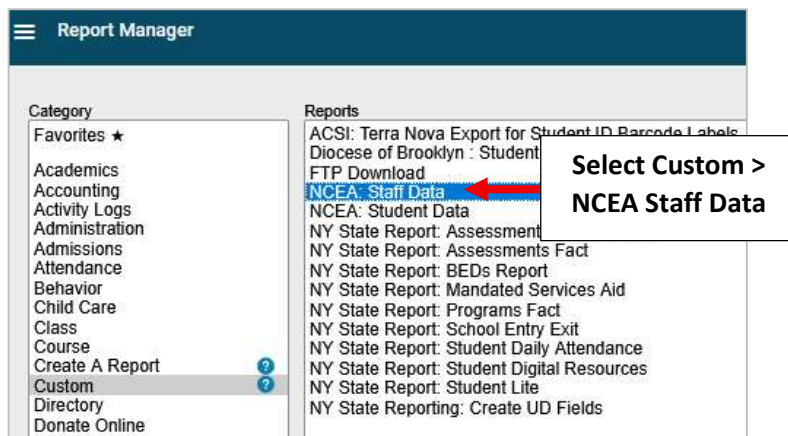 Report Manager
Category
Favorites ★
Academics
Accounting
Activity Logs
Administration
Admissions
Attendance
Behavior
Child Care
Class
Course
Create A Report ?
Custom ?
Directory
Donate Online
Reports
ACSI: Terra Nova Export for Student ID Barcode Labels
Diocese of Brooklyn : Student
FTP Download
NCEA: Staff Data
NCEA: Student Data
NY State Report: Assessment
NY State Report: Assessments Fact
NY State Report: BEDs Report
NY State Report: Mandated Services Aid
NY State Report: Programs Fact
NY State Report: School Entry Exit
NY State Report: Student Daily Attendance
NY State Report: Student Digital Resources
NY State Report: Student Lite
NY State Reporting: Create UD Fields
Select Custom >
NCEA Staff Data